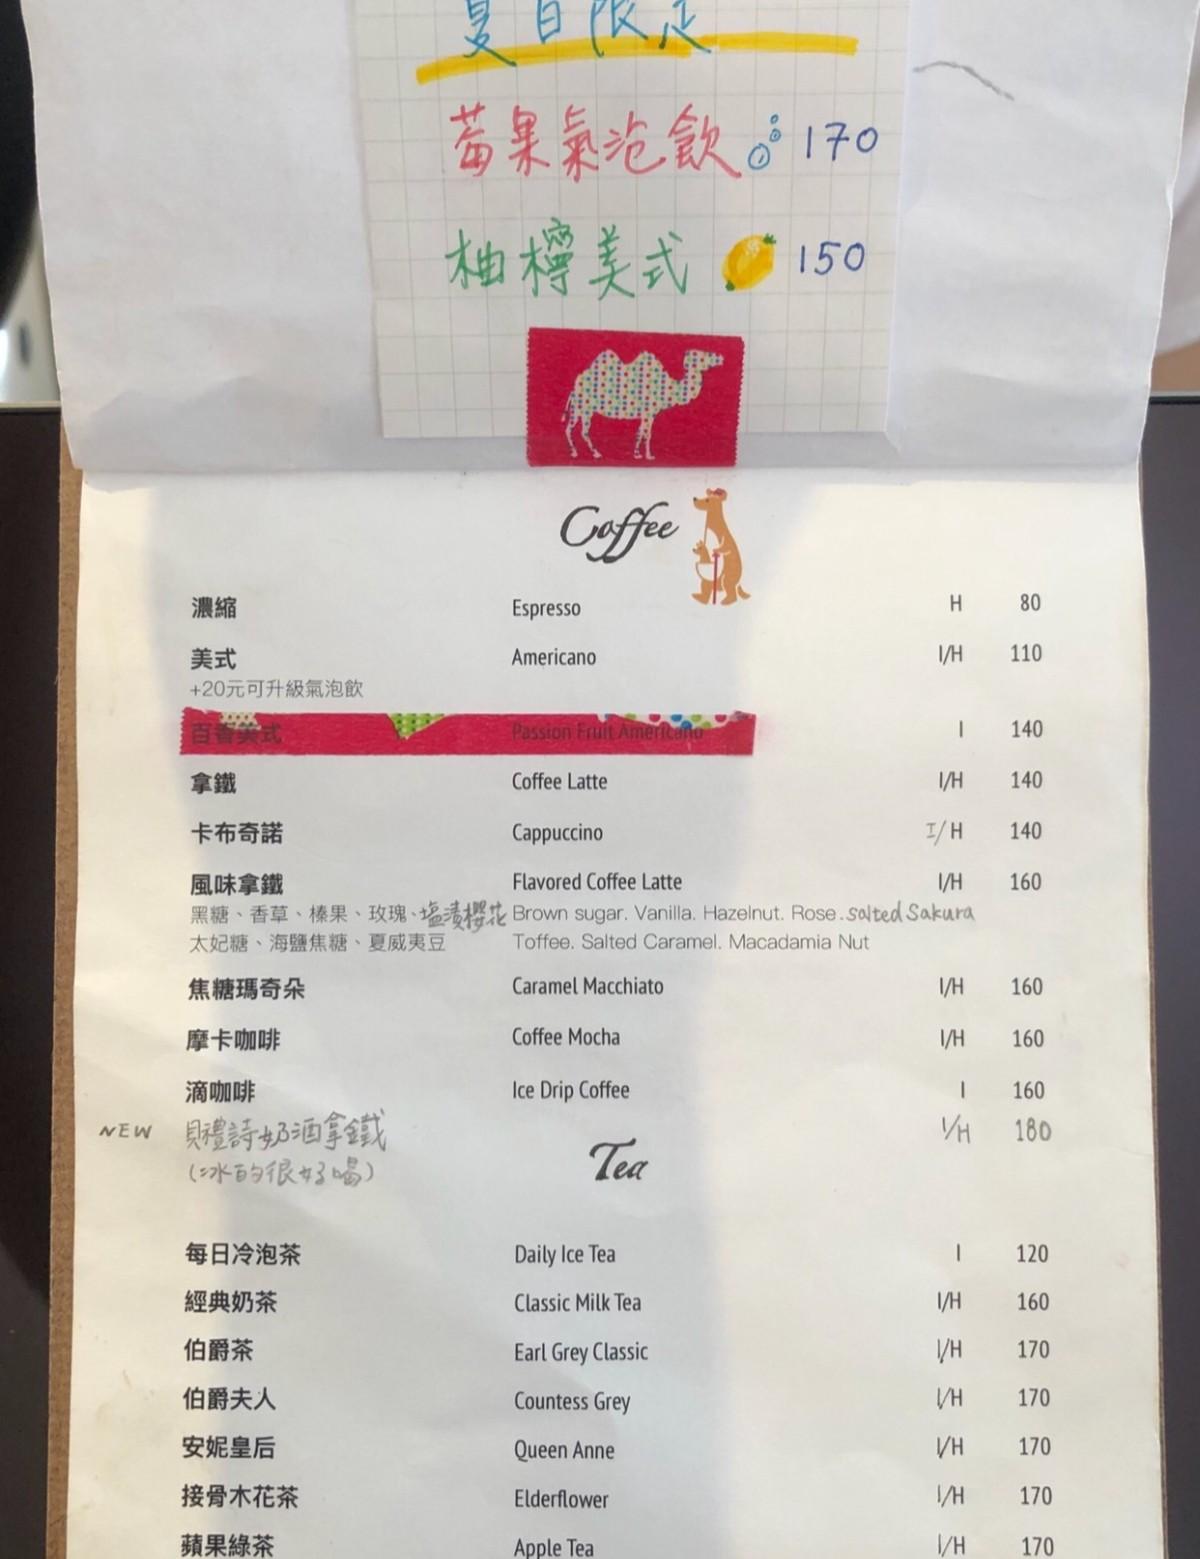 夏日限定
莓果氣泡飲 170
柚檸美式 150
Coffee
濃縮 Espresso H 80
美式 Americano I/H 110
+20元可升級氣泡飲
百香美式 Passion Fruit Americano I 140
拿鐵 Coffee Latte I/H 140
卡布奇諾 Cappuccino I/H 140
風味拿鐵 Flavored Coffee Latte I/H 160
黑糖、香草、榛果、玫瑰、塩漬櫻花 Brown sugar. Vanilla. Hazelnut. Rose. salted Sakura
太妃糖、海鹽焦糖、夏威夷豆 Toffee. Salted Caramel. Macadamia Nut
焦糖瑪奇朵 Caramel Macchiato I/H 160
摩卡咖啡 Coffee Mocha I/H 160
滴咖啡 Ice Drip Coffee I 160
NEW 貝禮詩奶酒拿鐵 I/H 180
(冰的很好喝)
Tea
每日冷泡茶 Daily Ice Tea I 120
經典奶茶 Classic Milk Tea I/H 160
伯爵茶 Earl Grey Classic I/H 170
伯爵夫人 Countess Grey I/H 170
安妮皇后 Queen Anne I/H 170
接骨木花茶 Elderflower I/H 170
蘋果綠茶 Apple Tea I/H 170